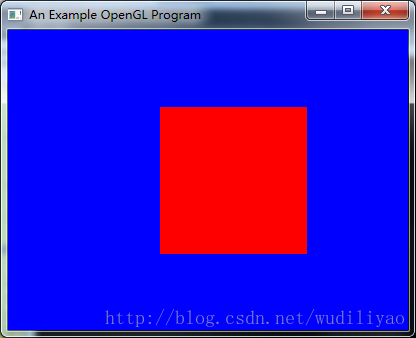 An Example OpenGL Program
http://blog.csdn.net/wudiliyao